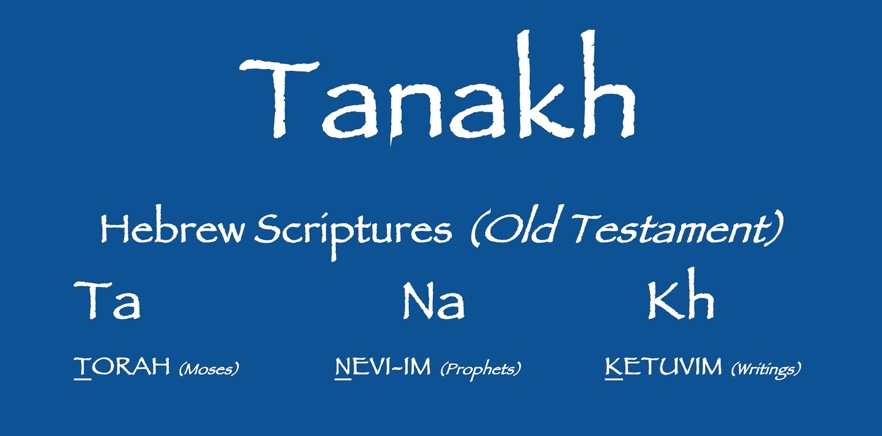 Tanakh
Hebrew Scriptures (Old Testament)
Ta Na Kh
TORAH (Moses) NEVI-IM (Prophets) KETUVIM (Writings)